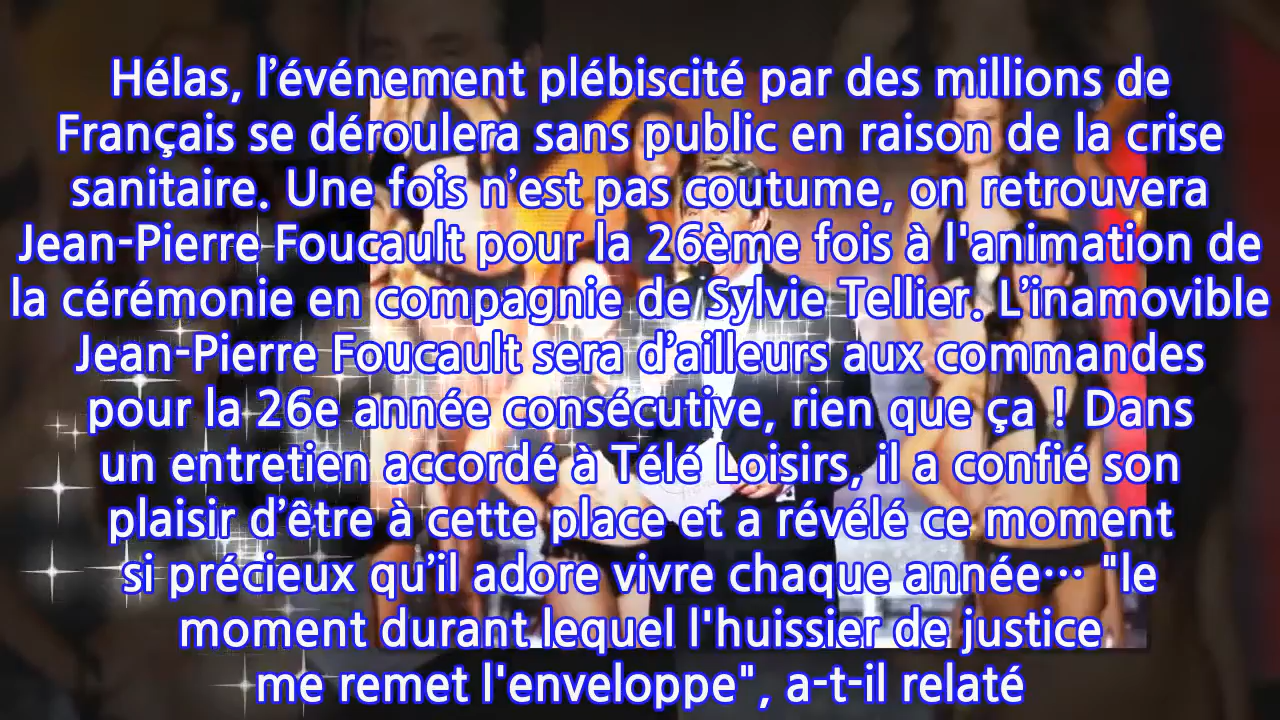 Hélas, l’événement plébiscité par des millions de
Français se déroulera sans public en raison de la crise
sanitaire. Une fois n’est pas coutume, on retrouvera
Jean-Pierre Foucault pour la 26ème fois à l'animation de
la cérémonie en compagnie de Sylvie Tellier. L’inamovible
Jean-Pierre Foucault sera d’ailleurs aux commandes
pour la 26e année consécutive, rien que ça ! Dans
un entretien accordé à Télé Loisirs, il a confié son
plaisir d’être à cette place et a révélé ce moment
si précieux qu’il adore vivre chaque année… "le
moment durant lequel l'huissier de justice
me remet l'enveloppe", a-t-il relaté